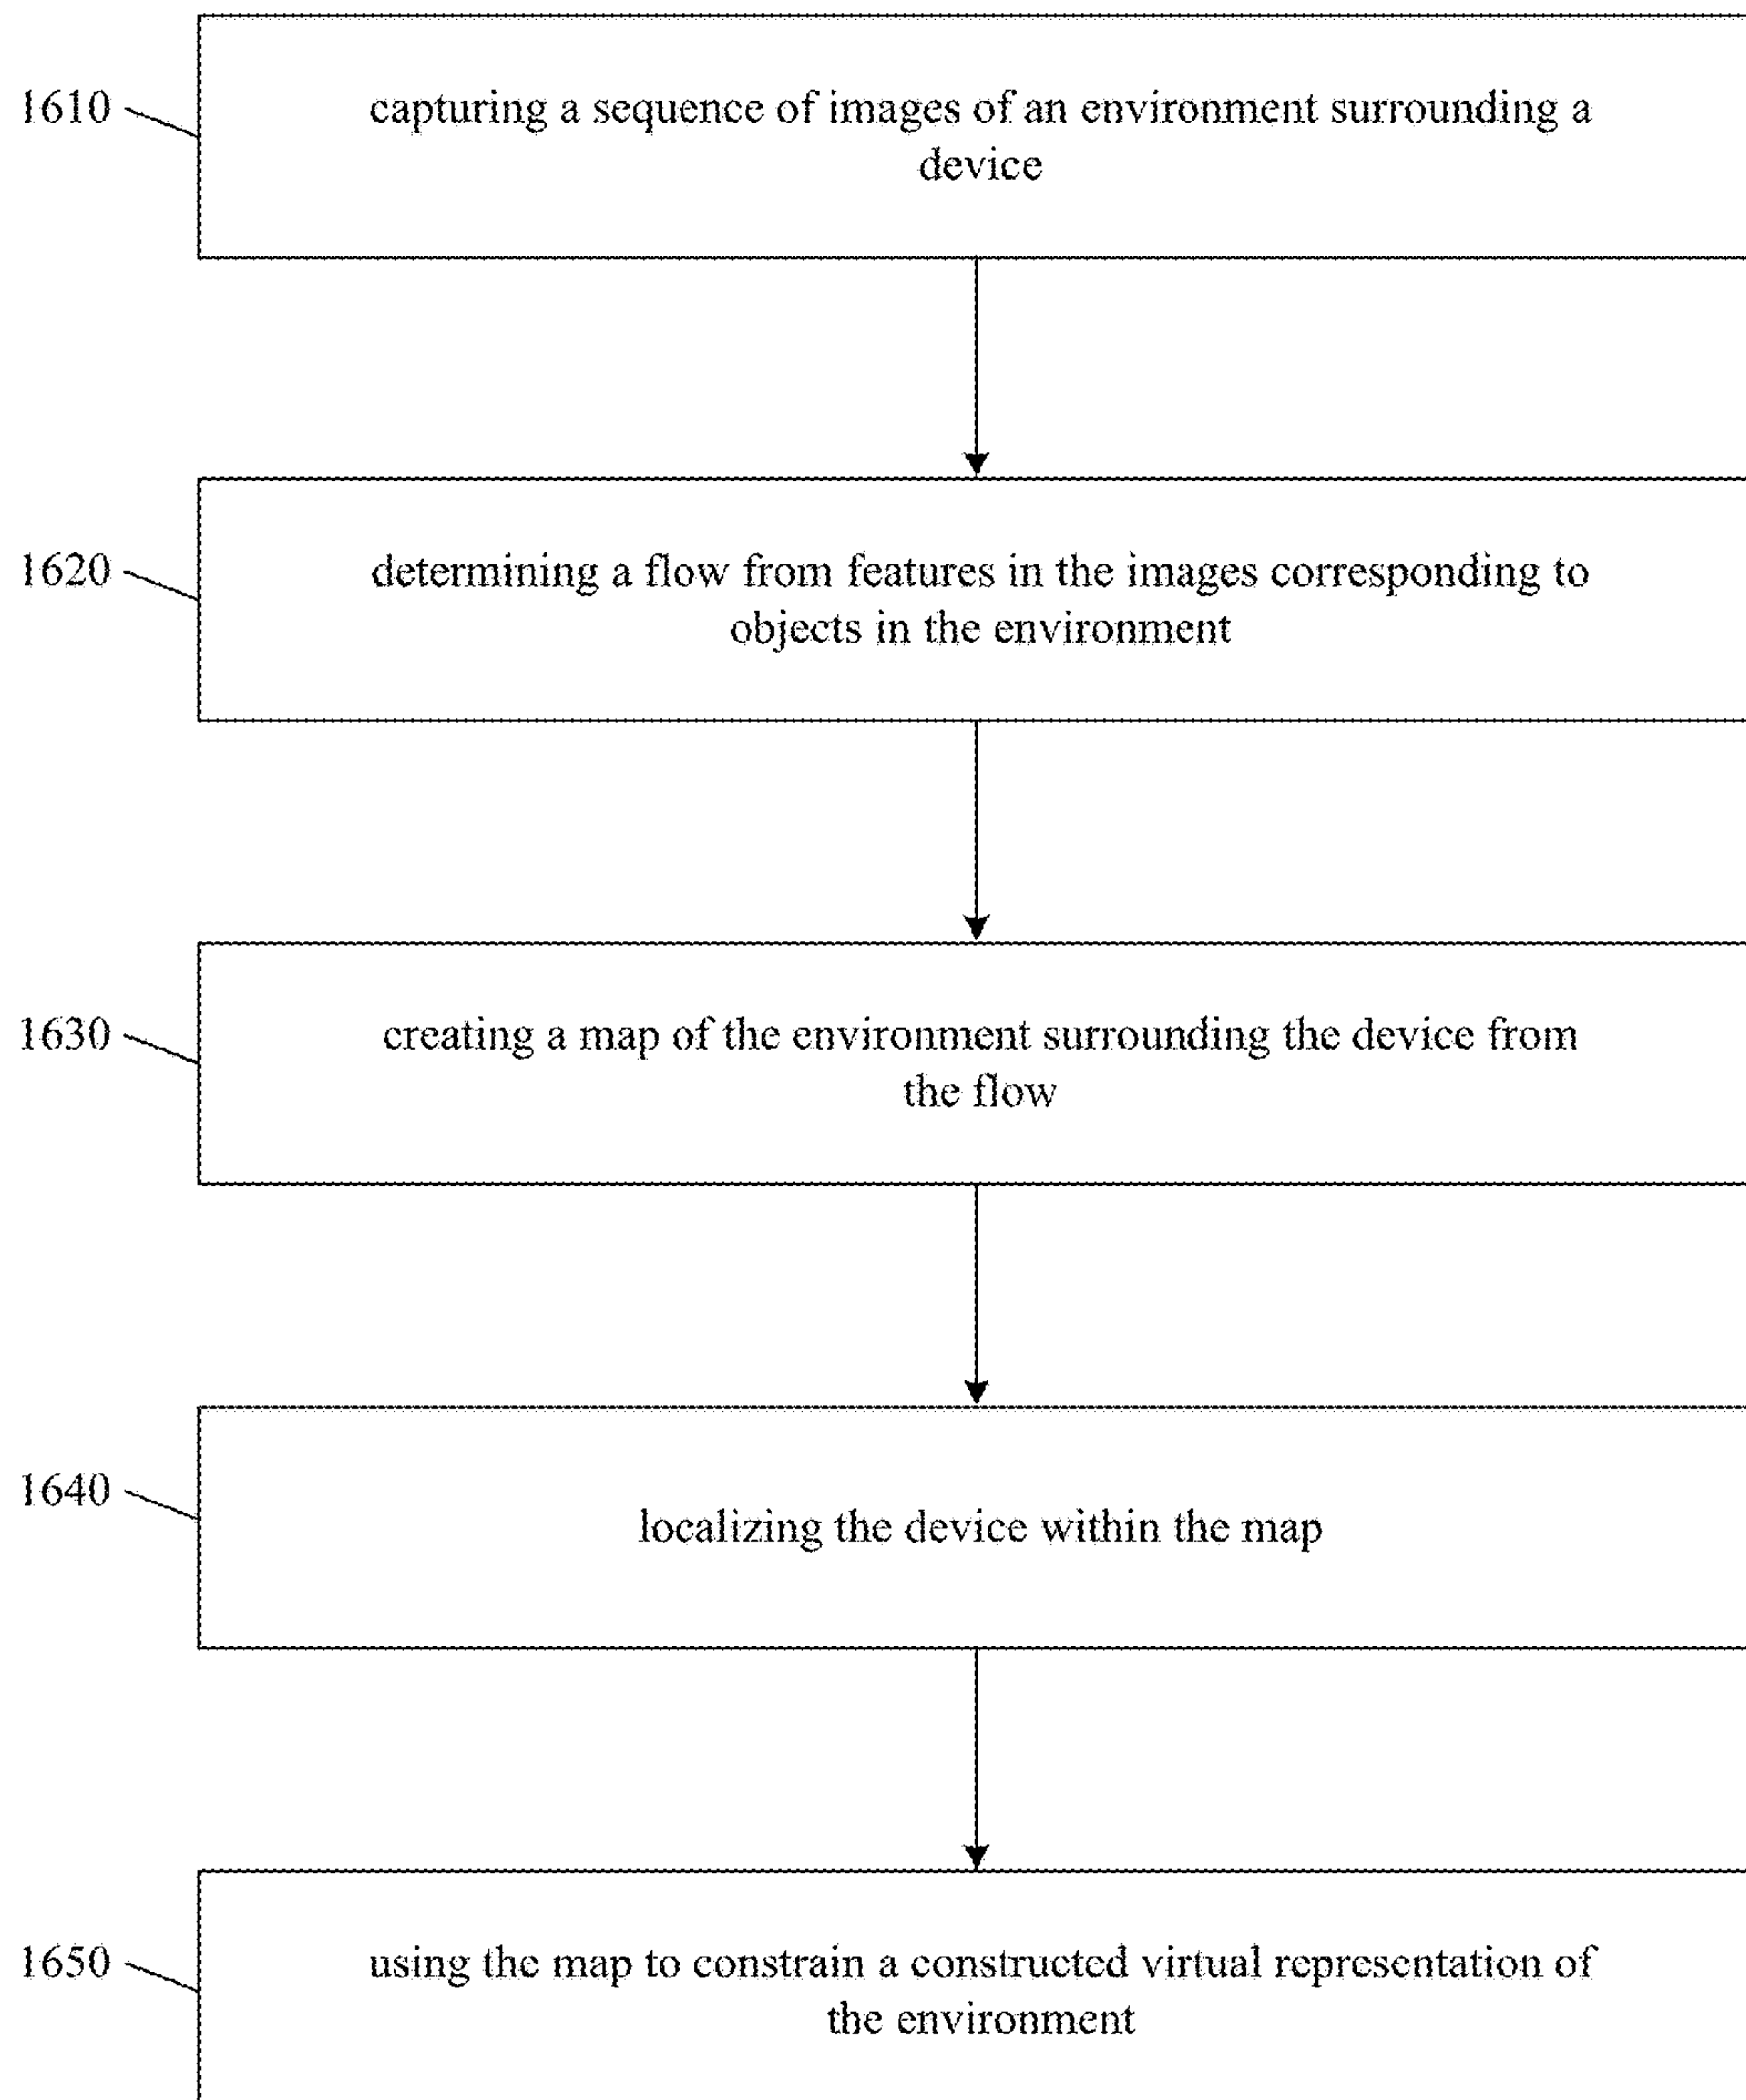 1610
capturing a sequence of images of an environment surrounding a
device
1620
determining a flow from features in the images corresponding to
objects in the environment
1630
creating a map of the environment surrounding the device from
the flow
1640
localizing the device within the map
1650
using the map to constrain a constructed virtual representation of
the environment